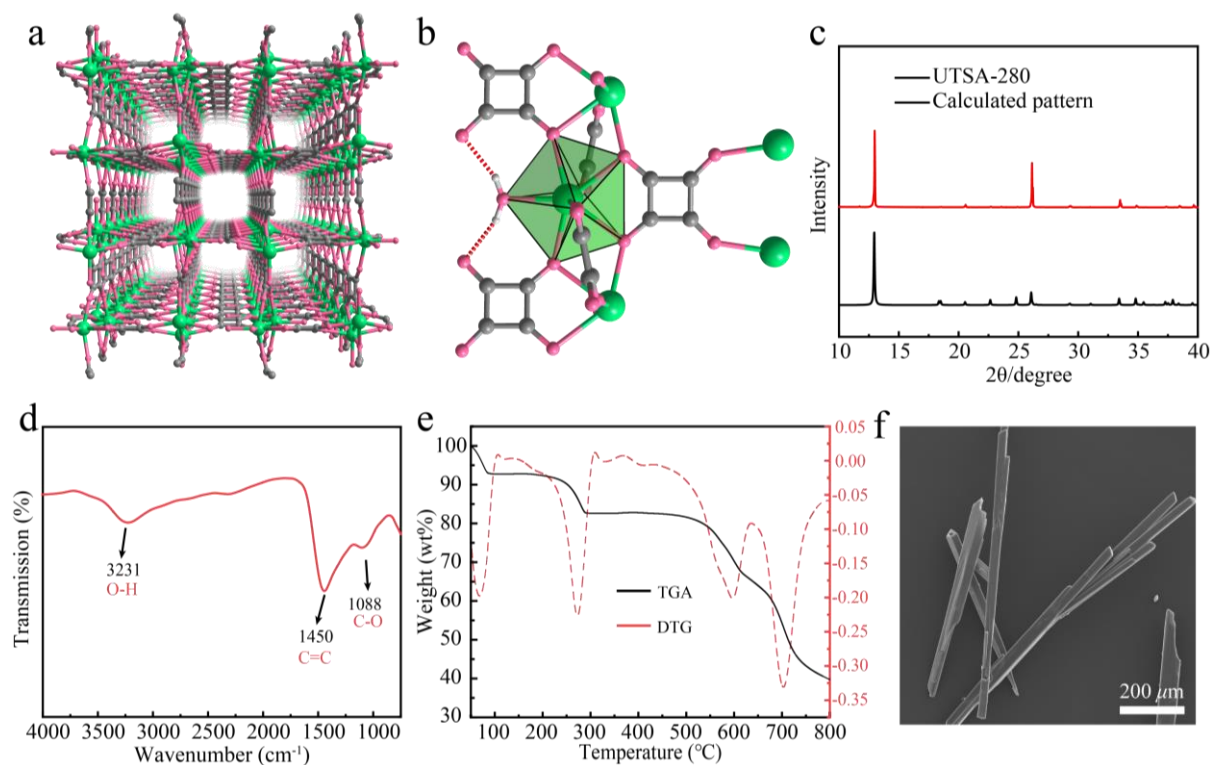 a
b
c
UTSA-280
Calculated pattern
Intensity
10 15 20 25 30 35 40
2θ/degree
d
Transmission (%)
3231
O-H
1450
C=C
1088
C-O
4000 3500 3000 2500 2000 1500 1000
Wavenumber (cm⁻¹)
e
Weight (wt%)
100
90
80
70
60
50
40
30
TGA
DTG
0.05
0.00
-0.05
-0.10
-0.15
-0.20
-0.25
-0.30
-0.35
100 200 300 400 500 600 700 800
Temperature (℃)
f
200 μm